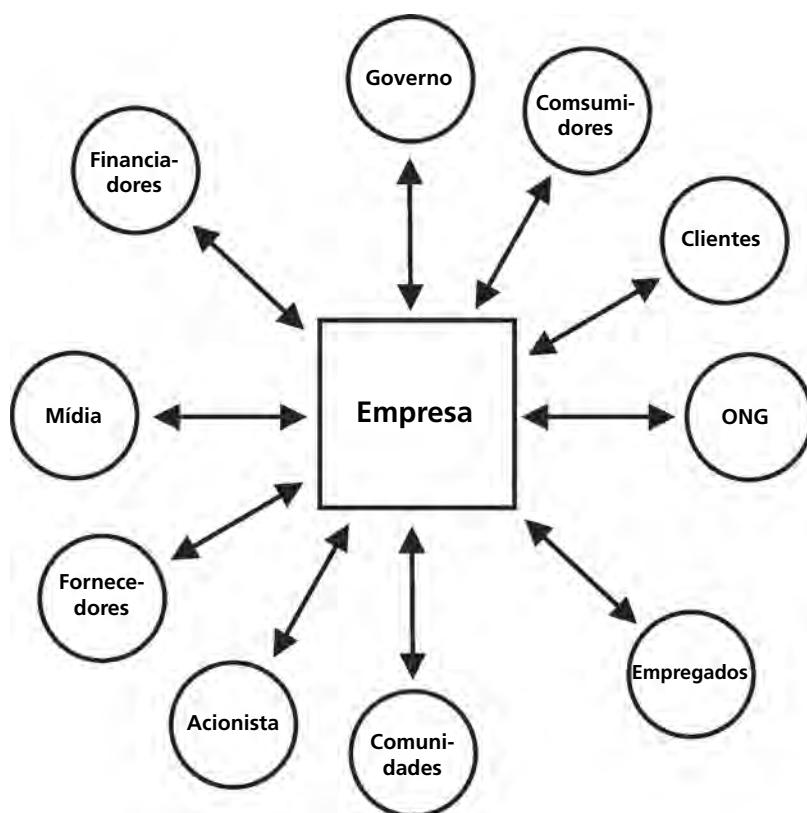 Governo
Comsumi-
dores
Financia-
dores
Clientes
Mídia
Empresa
ONG
Fornece-
dores
Empregados
Acionista
Comuni-
dades